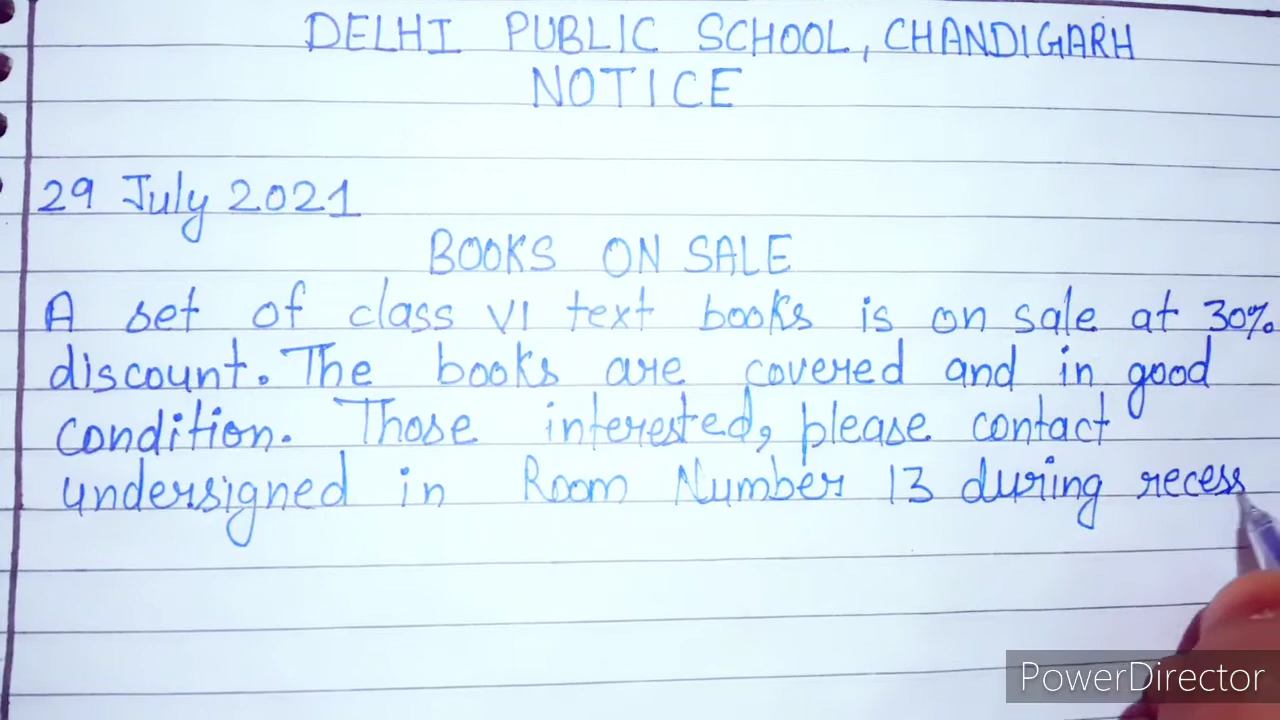 DELHI PUBLIC SCHOOL, CHANDIGARH
NOTICE
29 July 2021
BOOKS ON SALE
A set of class VI text books is on sale at 30%
discount. The books are covered and in good
condition. Those interested, please contact
undersigned in Room Number 13 during recess
PowerDirector